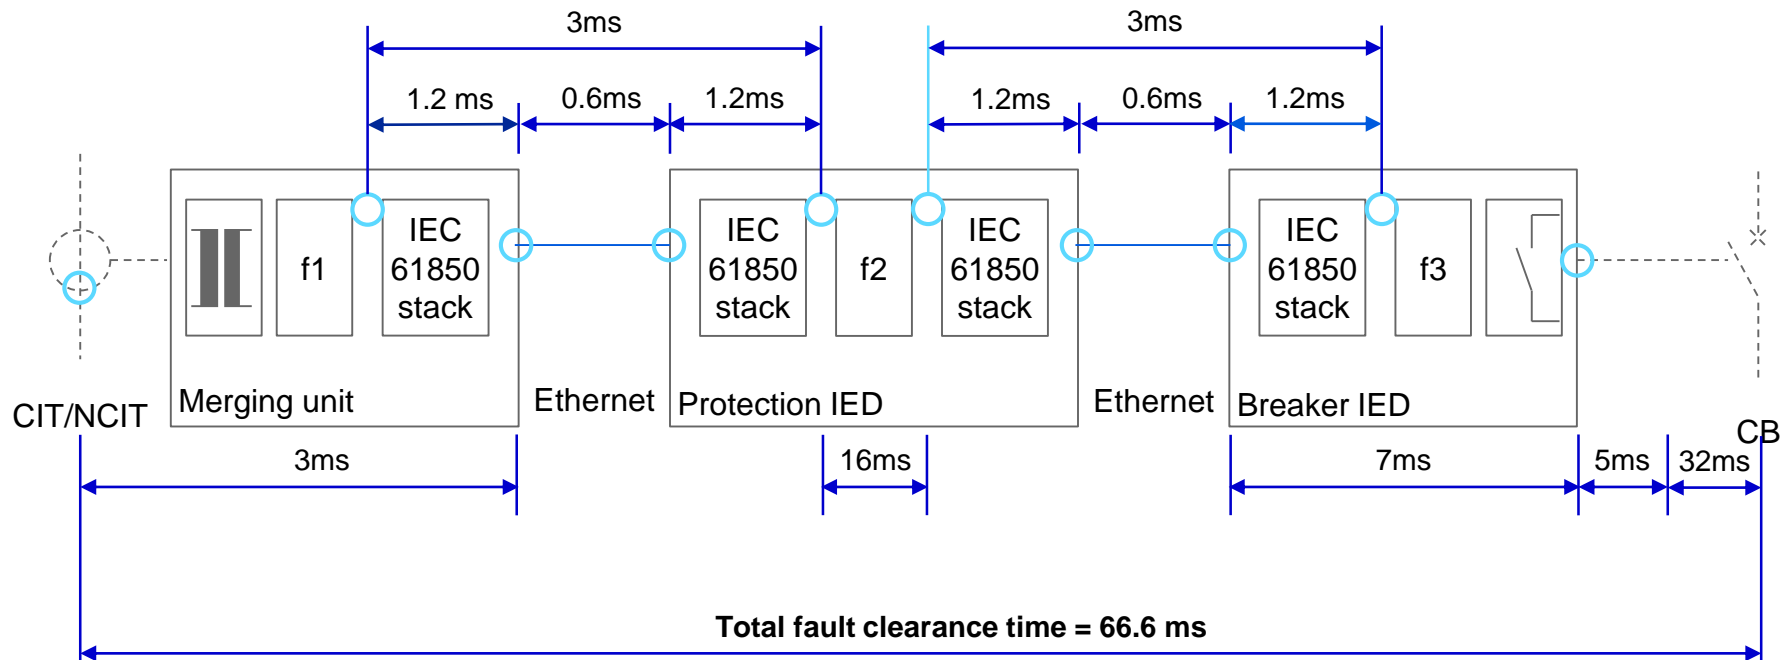 3ms
3ms
1.2 ms
0.6ms
1.2ms
1.2ms
0.6ms
1.2ms
f1
IEC
61850
stack
IEC
61850
stack
f2
IEC
61850
stack
IEC
61850
stack
f3
CIT/NCIT
Merging unit
Ethernet
Protection IED
Ethernet
Breaker IED
CB
3ms
16ms
7ms
5ms
32ms
Total fault clearance time = 66.6 ms